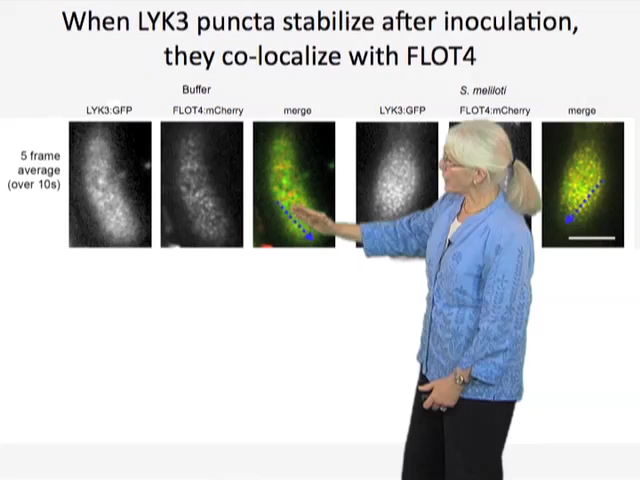 When LYK3 puncta stabilize after inoculation,
they co-localize with FLOT4
Buffer
S. meliloti
LYK3:GFP FLOT4:mCherry merge LYK3:GFP FLOT4:mCherry merge
5 frame
average
(over 10s)